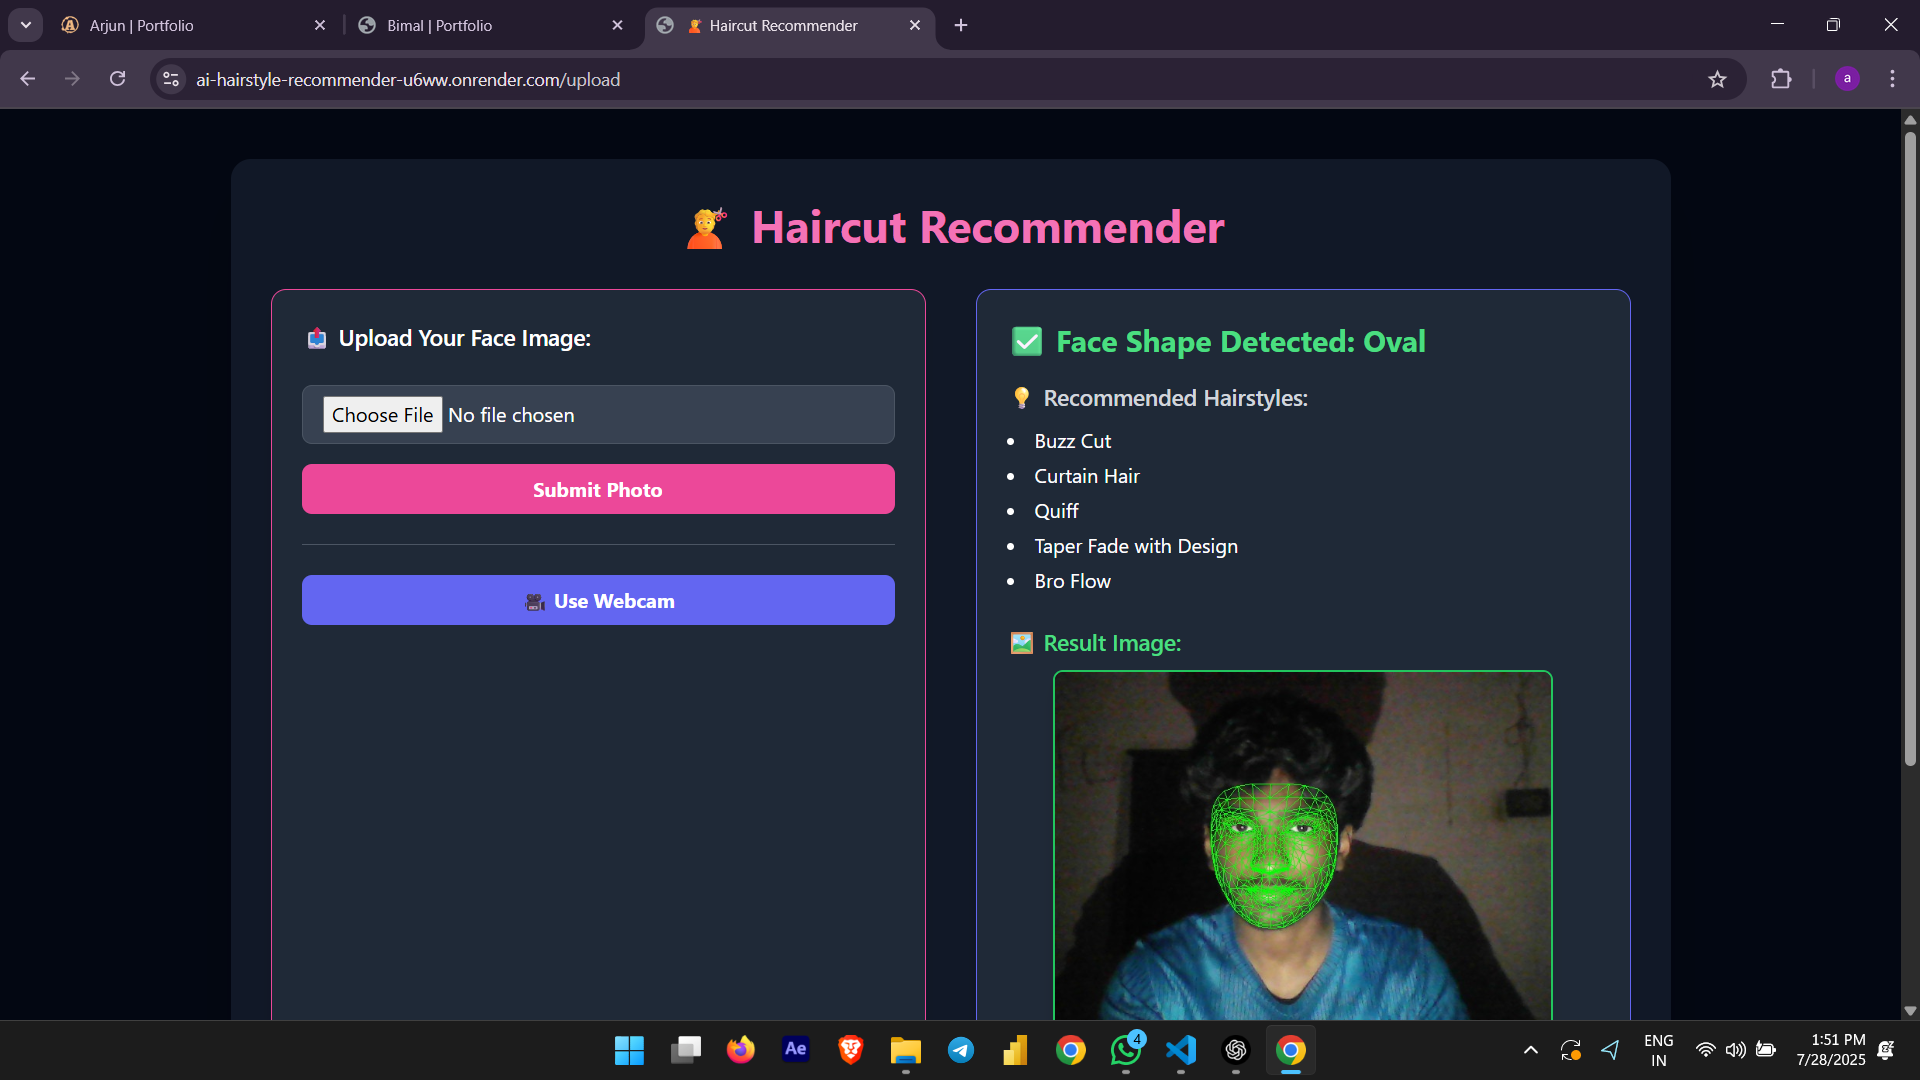 Arjun | Portfolio
Bimal | Portfolio
Haircut Recommender
ai-hairstyle-recommender-u6ww.onrender.com/upload
a
Haircut Recommender
Upload Your Face Image:
Choose File No file chosen
Submit Photo
Use Webcam
Face Shape Detected: Oval
Recommended Hairstyles:
Buzz Cut
Curtain Hair
Quiff
Taper Fade with Design
Bro Flow
Result Image:
Ae
4
ENG
IN
1:51 PM
7/28/2025